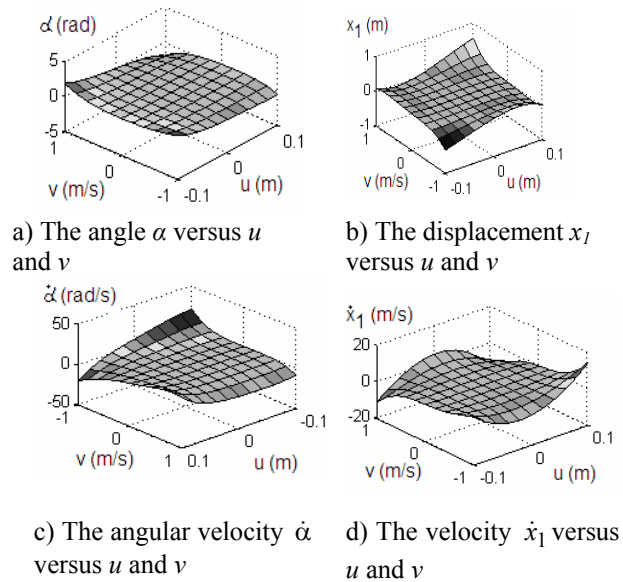 α (rad)
5
0
-5
1
0
-1
v (m/s)
-0.1
0
0.1
u (m)
a) The angle α versus u
and v
x₁ (m)
1
0
-1
1
0
-1
v (m/s)
-0.1
0
0.1
u (m)
b) The displacement x₁
versus u and v
α̇ (rad/s)
50
0
-50
-1
0
1
v (m/s)
0.1
0
-0.1
u (m)
c) The angular velocity α̇
versus u and v
ẋ₁ (m/s)
20
0
-20
1
0
-1
v (m/s)
-0.1
0
0.1
u (m)
d) The velocity ẋ₁ versus
u and v